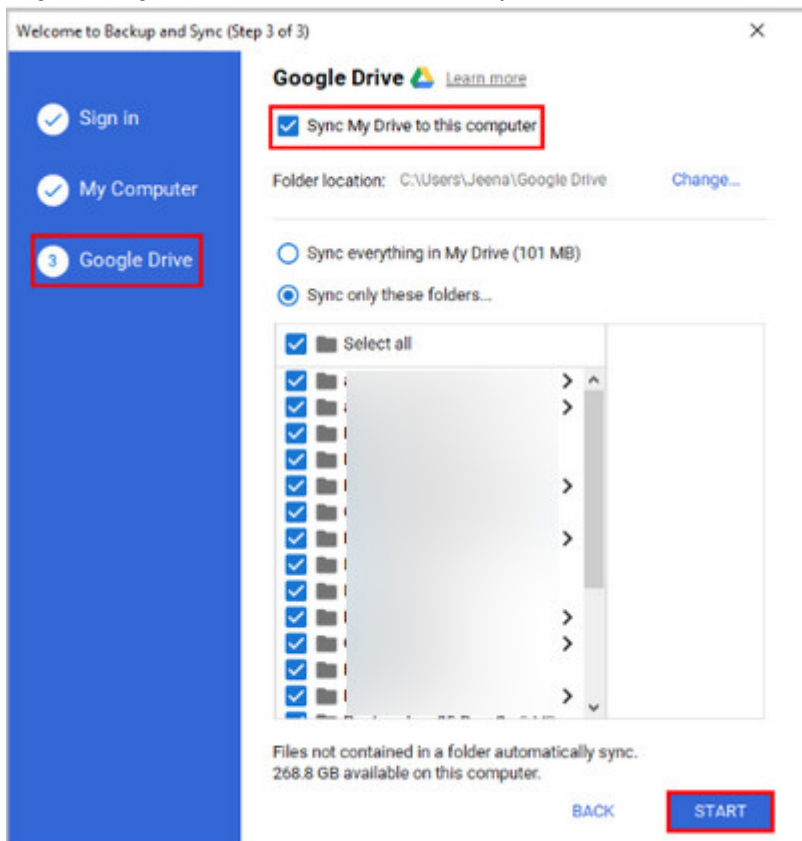 Welcome to Backup and Sync (Step 3 of 3)
Google Drive Learn more
Sign in
Sync My Drive to this computer
My Computer
Folder location: C:\Users\Jeena\Google Drive Change...
3 Google Drive
Sync everything in My Drive (101 MB)
Sync only these folders...
Select all
Files not contained in a folder automatically sync.
268.8 GB available on this computer.
BACK START